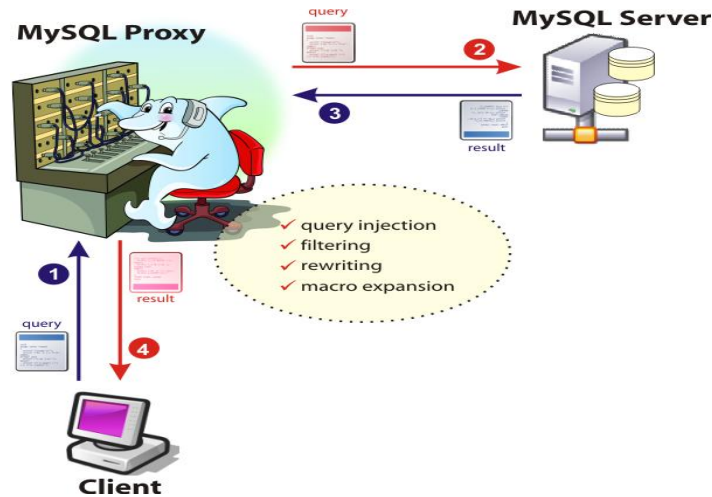 MySQL Proxy
query
2
MySQL Server
3
result
query injection
filtering
rewriting
macro expansion
1
query
result
4
Client